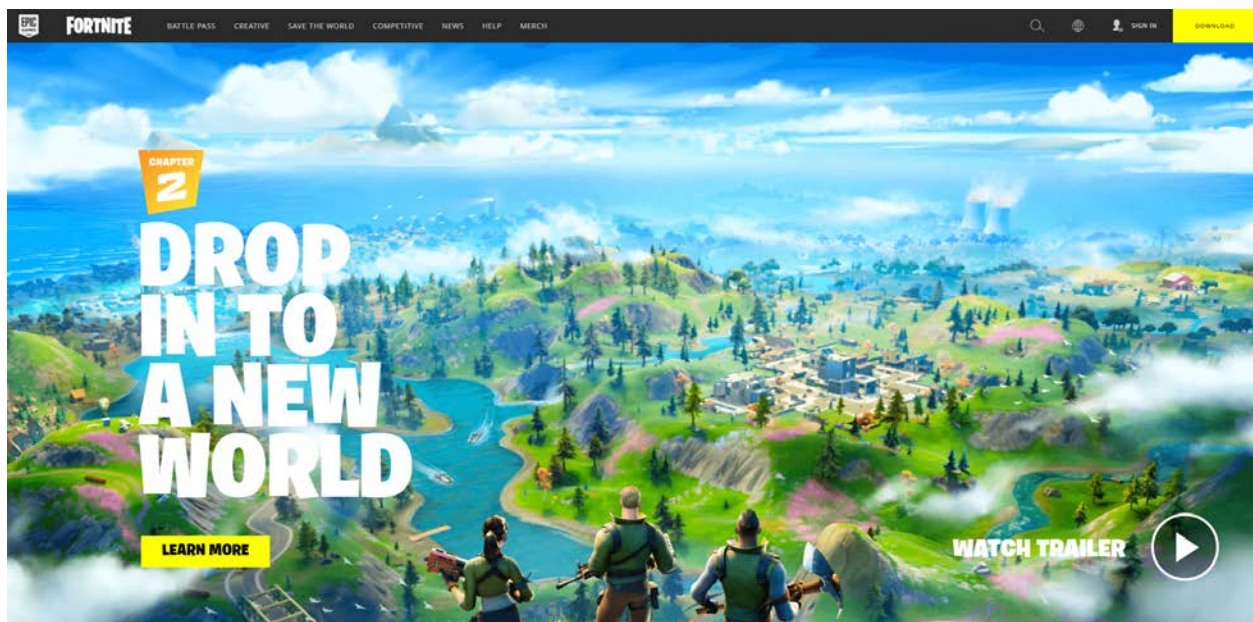 EPIC GAMES FORTNITE BATTLE PASS CREATIVE SAVE THE WORLD COMPETITIVE NEWS HELP MERCH SIGN IN DOWNLOAD
CHAPTER
2
DROP
IN TO
A NEW
WORLD
LEARN MORE
WATCH TRAILER